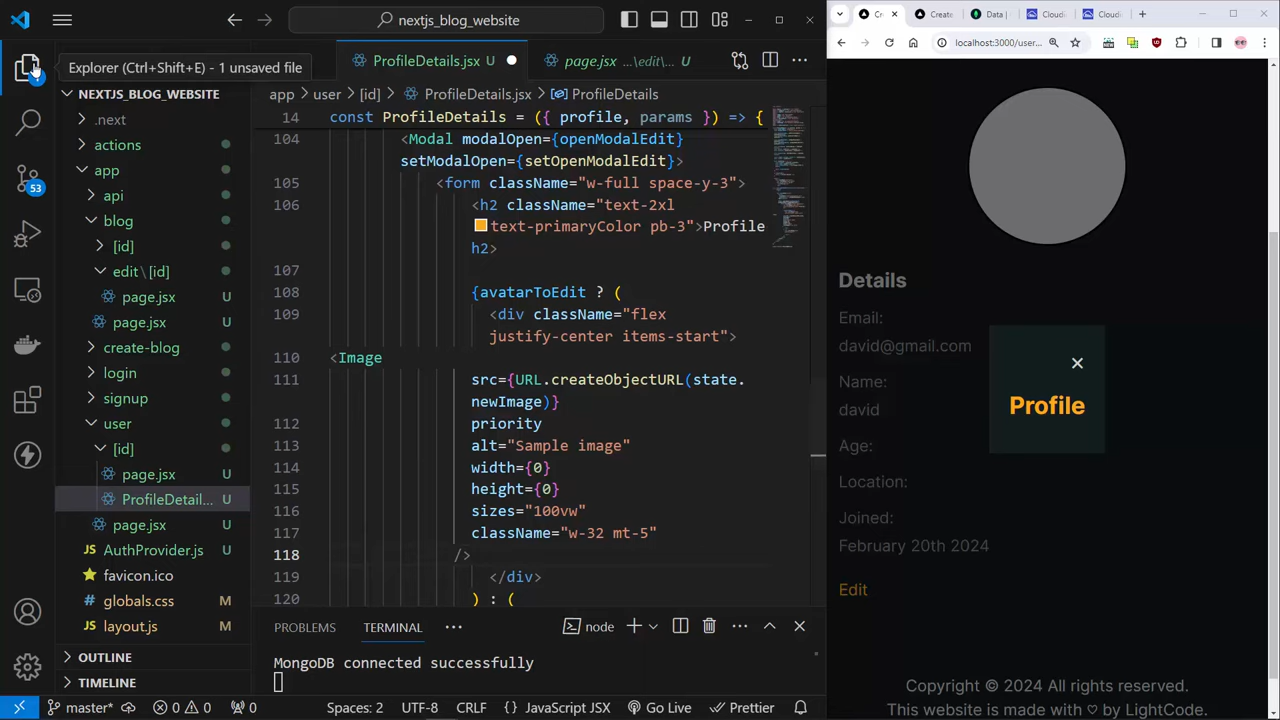 nextjs_blog_website
Explorer (Ctrl+Shift+E) - 1 unsaved file
ProfileDetails.jsx U
page.jsx ...\edit\... U
NEXTJS_BLOG_WEBSITE
.next
actions
app
api
blog
[id]
edit\[id]
page.jsx U
page.jsx U
create-blog
login
signup
user
[id]
page.jsx U
ProfileDetail... U
page.jsx U
AuthProvider.js U
favicon.ico
globals.css M
layout.js M
OUTLINE
TIMELINE
53
app > user > [id] > ProfileDetails.jsx > ProfileDetails
14 const ProfileDetails = ({ profile, params }) => {
104 <Modal modalOpen={openModalEdit}
setModalOpen={setOpenModalEdit}>
105 <form className="w-full space-y-3">
106 <h2 className="text-2xl
text-primaryColor pb-3">Profile
h2>
107
108 {avatarToEdit ? (
109 <div className="flex
justify-center items-start">
110 <Image
111 src={URL.createObjectURL(state.
newImage)}
112 priority
113 alt="Sample image"
114 width={0}
115 height={0}
116 sizes="100vw"
117 className="w-32 mt-5"
118 />
119 </div>
120 ) : (
PROBLEMS TERMINAL ... node
MongoDB connected successfully
master* 0 0 0 Spaces: 2 UTF-8 CRLF JavaScript JSX Go Live Prettier
Cr Create Data | Cloudi Cloudi
localhost:3000/user...
Details
Email:
david@gmail.com
Name:
david
Age:
Location:
Joined:
February 20th 2024
Edit
Profile
Copyright © 2024 All rights reserved.
This website is made with ♡ by LightCode.